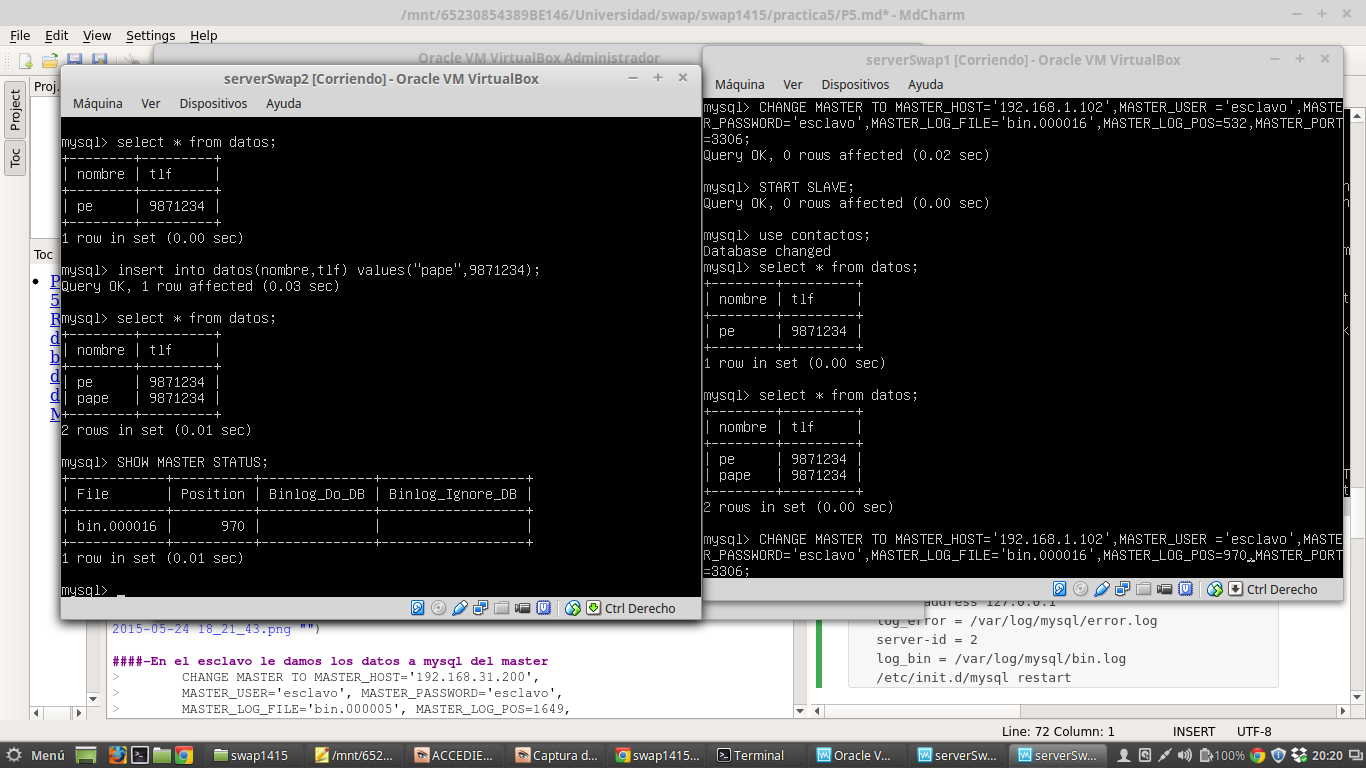 /mnt/65230854389BE146/Universidad/swap/swap1415/practica5/P5.md* - MdCharm
File Edit View Settings Help
Oracle VM VirtualBox Administrador
Project
Toc
Proj.
Toc
serverSwap2 [Corriendo] - Oracle VM VirtualBox
Máquina Ver Dispositivos Ayuda
mysql> select * from datos;
+--------+---------+
| nombre | tlf     |
+--------+---------+
| pe     | 9871234 |
+--------+---------+
1 row in set (0.00 sec)
mysql> insert into datos(nombre,tlf) values("pape",9871234);
Query OK, 1 row affected (0.03 sec)
mysql> select * from datos;
+--------+---------+
| nombre | tlf     |
+--------+---------+
| pe     | 9871234 |
| pape   | 9871234 |
+--------+---------+
2 rows in set (0.01 sec)
mysql> SHOW MASTER STATUS;
+------------+----------+--------------+------------------+
| File       | Position | Binlog_Do_DB | Binlog_Ignore_DB |
+------------+----------+--------------+------------------+
| bin.000016 |      970 |              |                  |
+------------+----------+--------------+------------------+
1 row in set (0.01 sec)
mysql> _
Ctrl Derecho
serverSwap1 [Corriendo] - Oracle VM VirtualBox
Máquina Ver Dispositivos Ayuda
mysql> CHANGE MASTER TO MASTER_HOST='192.168.1.102',MASTER_USER ='esclavo',MASTE
R_PASSWORD='esclavo',MASTER_LOG_FILE='bin.000016',MASTER_LOG_POS=532,MASTER_PORT
=3306;
Query OK, 0 rows affected (0.02 sec)
mysql> START SLAVE;
Query OK, 0 rows affected (0.00 sec)
mysql> use contactos;
Database changed
mysql> select * from datos;
+--------+---------+
| nombre | tlf     |
+--------+---------+
| pe     | 9871234 |
+--------+---------+
1 row in set (0.00 sec)
mysql> select * from datos;
+--------+---------+
| nombre | tlf     |
+--------+---------+
| pe     | 9871234 |
| pape   | 9871234 |
+--------+---------+
2 rows in set (0.00 sec)
mysql> CHANGE MASTER TO MASTER_HOST='192.168.1.102',MASTER_USER ='esclavo',MASTE
R_PASSWORD='esclavo',MASTER_LOG_FILE='bin.000016',MASTER_LOG_POS=970,MASTER_PORT
=3306;
Ctrl Derecho
2015-05-24 18_21_43.png "")
####-En el esclavo le damos los datos a mysql del master
> CHANGE MASTER TO MASTER_HOST='192.168.31.200',
> MASTER_USER='esclavo', MASTER_PASSWORD='esclavo',
> MASTER_LOG_FILE='bin.000005', MASTER_LOG_POS=1649,
address 127.0.0.1
log_error = /var/log/mysql/error.log
server-id = 2
log_bin = /var/log/mysql/bin.log
/etc/init.d/mysql restart
Line: 72 Column: 1 INSERT UTF-8
Menú swap1415 /mnt/652... ACCEDIE... Captura d... swap1415... Terminal Oracle V... serverSw... serverSw... 100% 20:20